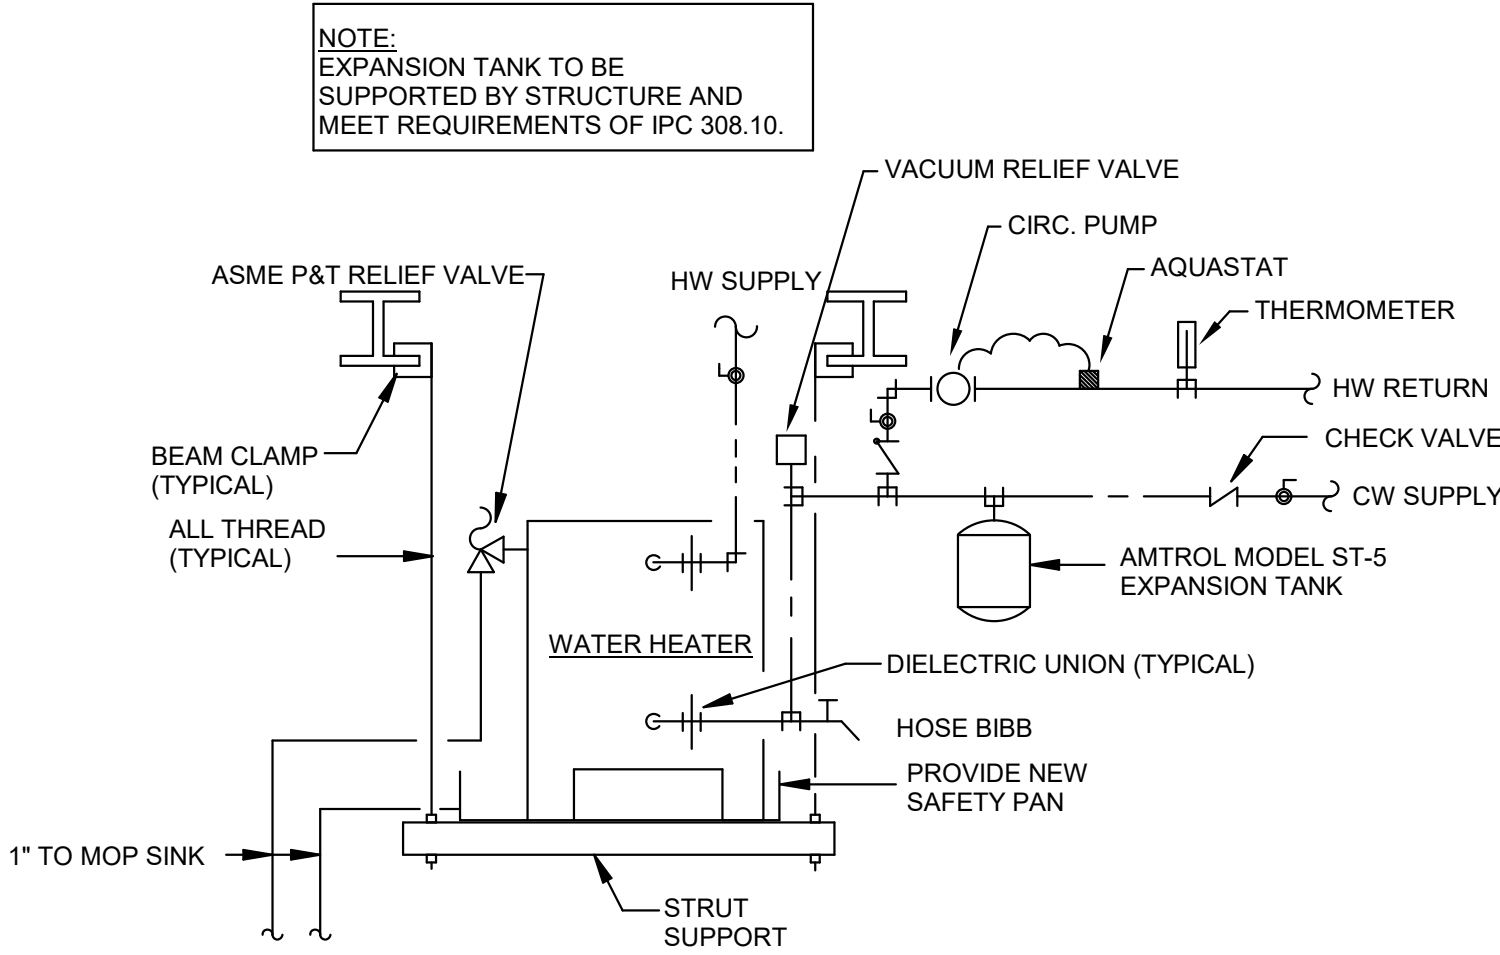 NOTE:
EXPANSION TANK TO BE
SUPPORTED BY STRUCTURE AND
MEET REQUIREMENTS OF IPC 308.10.
VACUUM RELIEF VALVE
CIRC. PUMP
ASME P&T RELIEF VALVE
HW SUPPLY
AQUASTAT
THERMOMETER
HW RETURN
BEAM CLAMP
(TYPICAL)
CHECK VALVE
CW SUPPLY
ALL THREAD
(TYPICAL)
AMTROL MODEL ST-5
EXPANSION TANK
WATER HEATER
DIELECTRIC UNION (TYPICAL)
HOSE BIBB
PROVIDE NEW
SAFETY PAN
1" TO MOP SINK
STRUT
SUPPORT